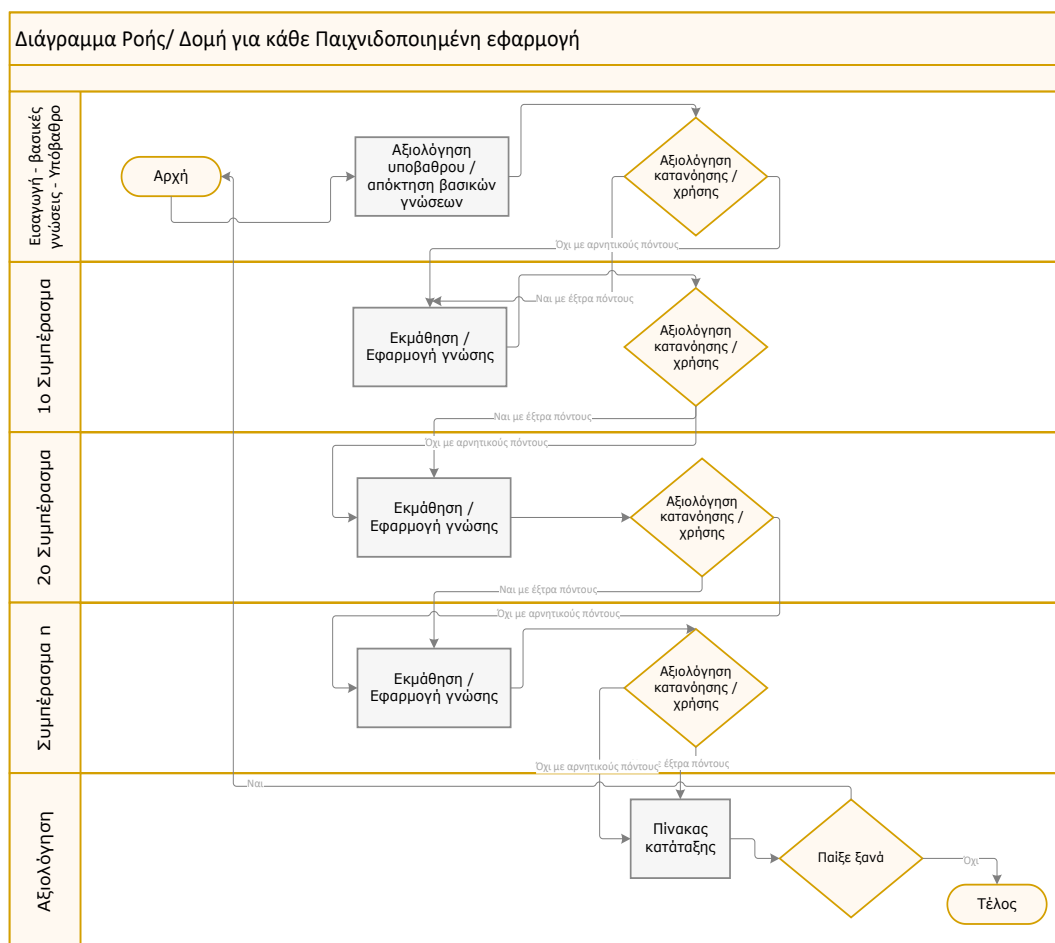 Διάγραμμα Ροής/ Δομή για κάθε Παιχνιδοποιημένη εφαρμογή
Εισαγωγή - βασικές
γνώσεις - Υπόβαθρο
Αρχή
Αξιολόγηση
υποβαθρου /
απόκτηση βασικών
γνώσεων
Αξιολόγηση
κατανόησης /
χρήσης
Όχι με αρνητικούς πόντους
1ο Συμπέρασμα
Ναι με έξτρα πόντους
Εκμάθηση /
Εφαρμογή γνώσης
Αξιολόγηση
κατανόησης /
χρήσης
Ναι με έξτρα πόντους
2ο Συμπέρασμα
Όχι με αρνητικούς πόντους
Εκμάθηση /
Εφαρμογή γνώσης
Αξιολόγηση
κατανόησης /
χρήσης
Ναι με έξτρα πόντους
Συμπέρασμα n
Όχι με αρνητικούς πόντους
Εκμάθηση /
Εφαρμογή γνώσης
Αξιολόγηση
κατανόησης /
χρήσης
Όχι με αρνητικούς πόντους
έξτρα πόντους
Αξιολόγηση
Ναι
Πίνακας
κατάταξης
Παίξε ξανά
Όχι
Τέλος